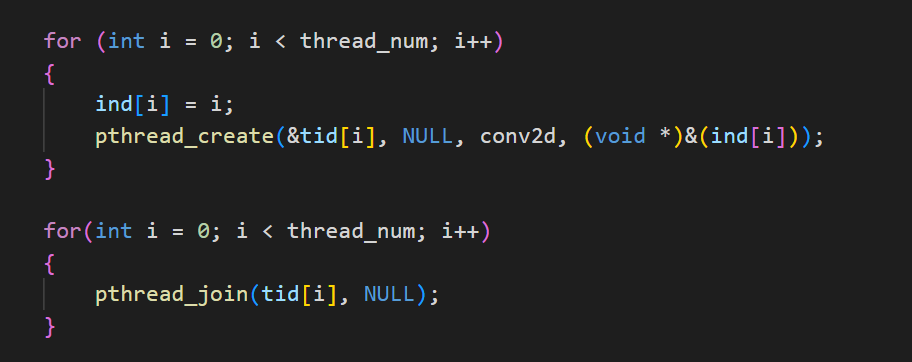 for (int i = 0; i < thread_num; i++)
{
    ind[i] = i;
    pthread_create(&tid[i], NULL, conv2d, (void *)&(ind[i]));
}

for(int i = 0; i < thread_num; i++)
{
    pthread_join(tid[i], NULL);
}